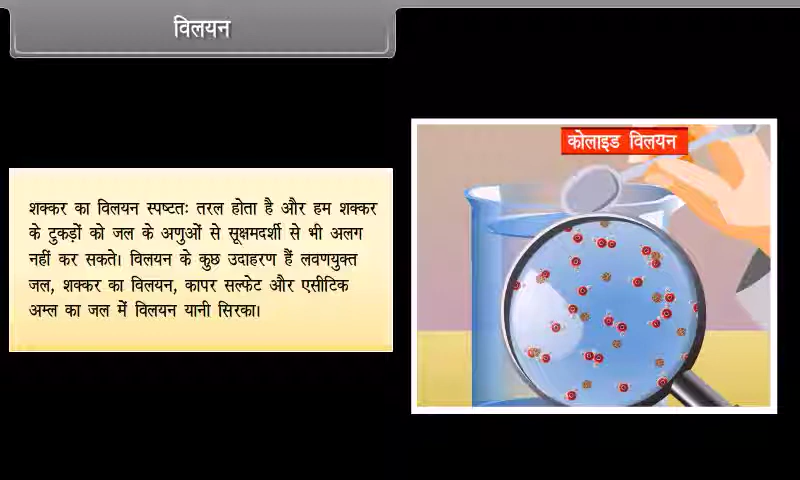 विलयन
शक्कर का विलयन स्पष्टतः तरल होता है और हम शक्कर
के टुकड़ों को जल के अणुओं से सूक्षमदर्शी से भी अलग
नहीं कर सकते। विलयन के कुछ उदाहरण हैं लवणयुक्त
जल, शक्कर का विलयन, कापर सल्फेट और एसीटिक
अम्ल का जल में विलयन यानी सिरका।
कोलाइड विलयन